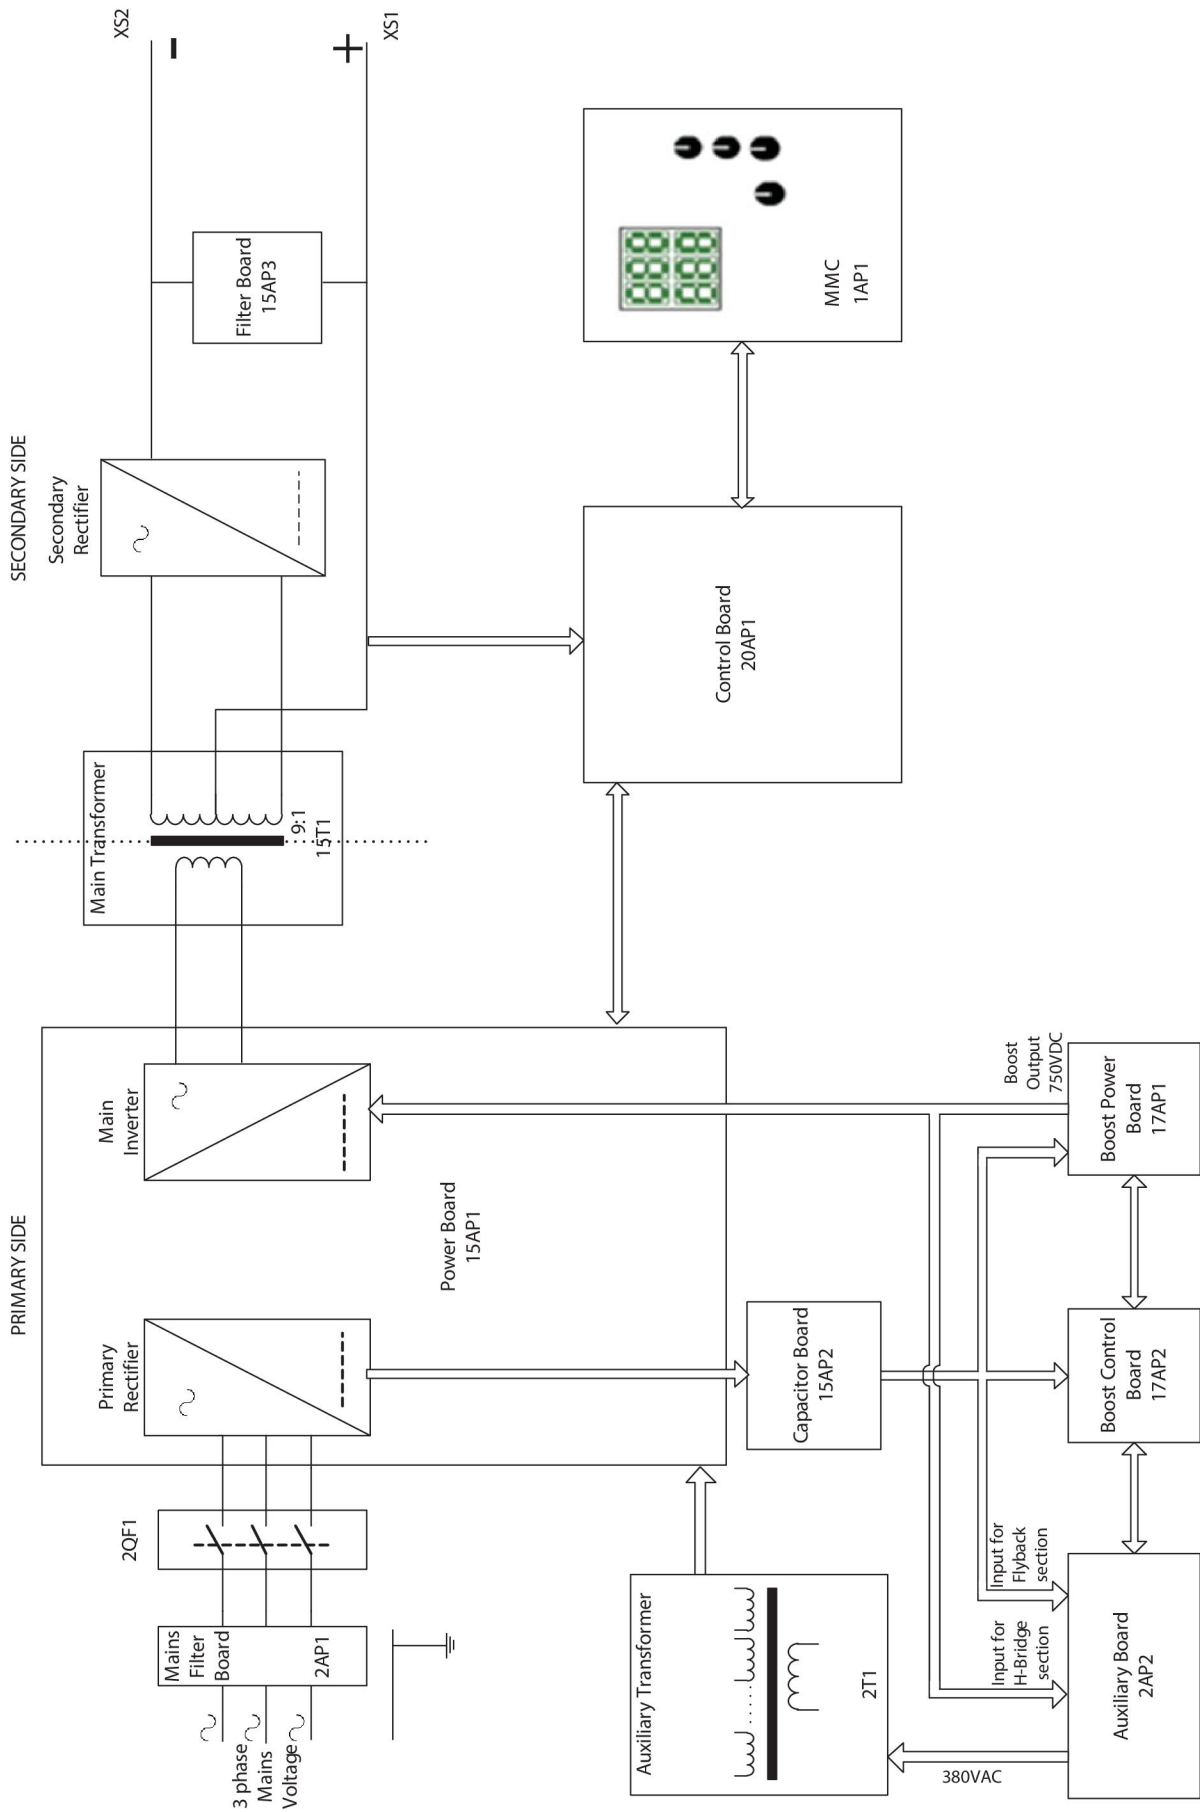 PRIMARY SIDE
SECONDARY SIDE
3 phase
Mains
Voltage
Mains
Filter
Board
2AP1
2QF1
Primary
Rectifier
Main
Inverter
Power Board
15AP1
Main Transformer
9:1
15T1
Secondary
Rectifier
Filter Board
15AP3
XS2
-
+
XS1
Auxiliary Transformer
2T1
Capacitor Board
15AP2
Control Board
20AP1
888
888
MMC
1AP1
380VAC
Input for
H-Bridge
section
Input for
Flyback
section
Boost
Output
750VDC
Auxiliary Board
2AP2
Boost Control
Board
17AP2
Boost Power
Board
17AP1